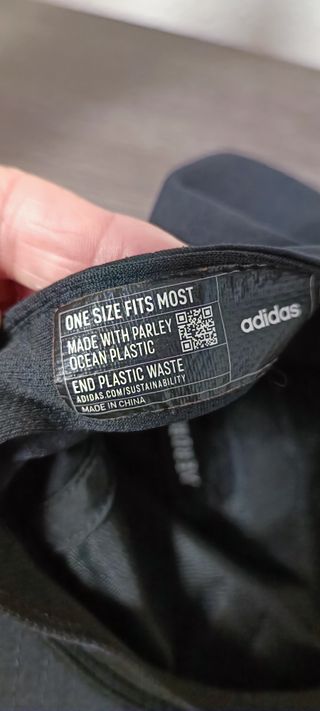 ONE SIZE FITS MOST
MADE WITH PARLEY
OCEAN PLASTIC
END PLASTIC WASTE
ADIDAS.COM/SUSTAINABILITY
MADE IN CHINA
adidas